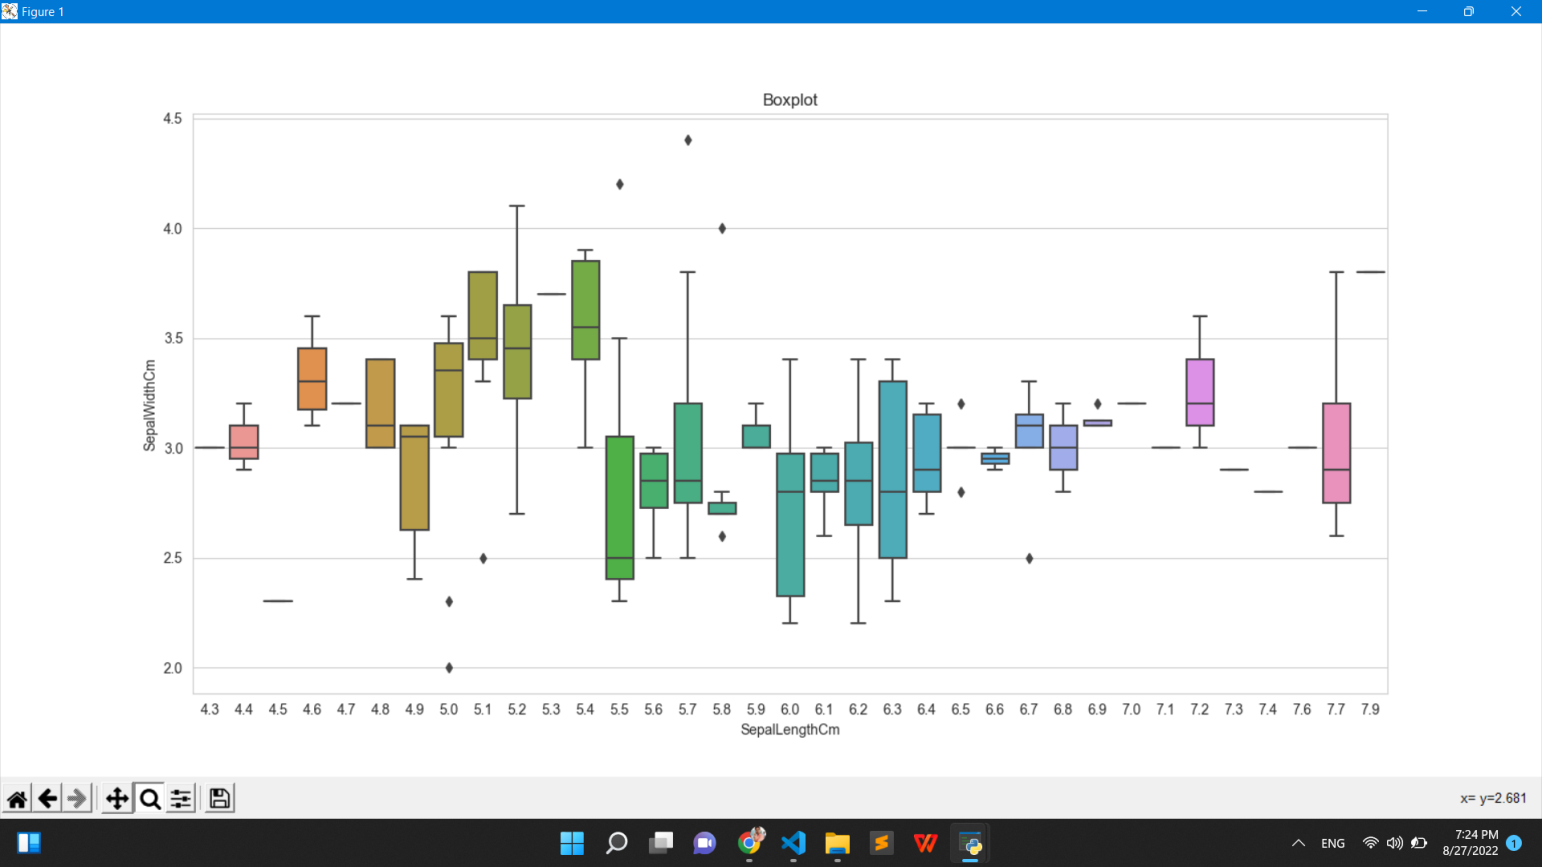 Figure 1
Boxplot
4.5
4.0
3.5
3.0
2.5
2.0
SepalWidthCm
4.3 4.4 4.5 4.6 4.7 4.8 4.9 5.0 5.1 5.2 5.3 5.4 5.5 5.6 5.7 5.8 5.9 6.0 6.1 6.2 6.3 6.4 6.5 6.6 6.7 6.8 6.9 7.0 7.1 7.2 7.3 7.4 7.6 7.7 7.9
SepalLengthCm
x= y=2.681
ENG
7:24 PM
8/27/2022
1